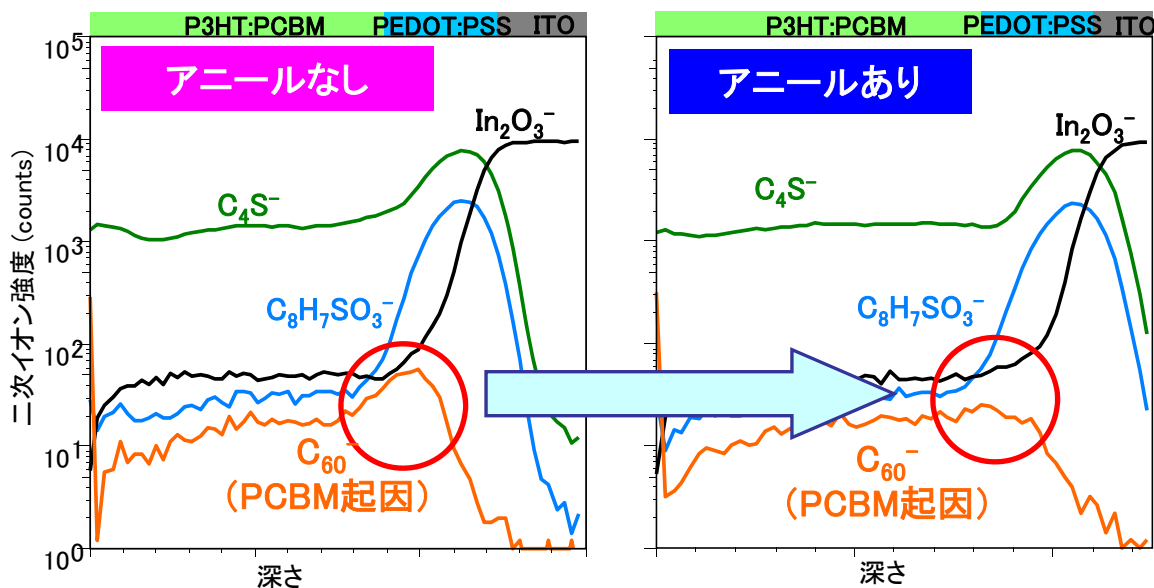 P3HT:PCBM PEDOT:PSS ITO
アニールなし
10⁵
10⁴
10³
10²
10¹
10⁰
二次イオン強度 (counts)
In₂O₃⁻
C₄S⁻
C₈H₇SO₃⁻
C₆₀⁻
(PCBM起因)
深さ
P3HT:PCBM PEDOT:PSS ITO
アニールあり
In₂O₃⁻
C₄S⁻
C₈H₇SO₃⁻
C₆₀⁻
(PCBM起因)
深さ